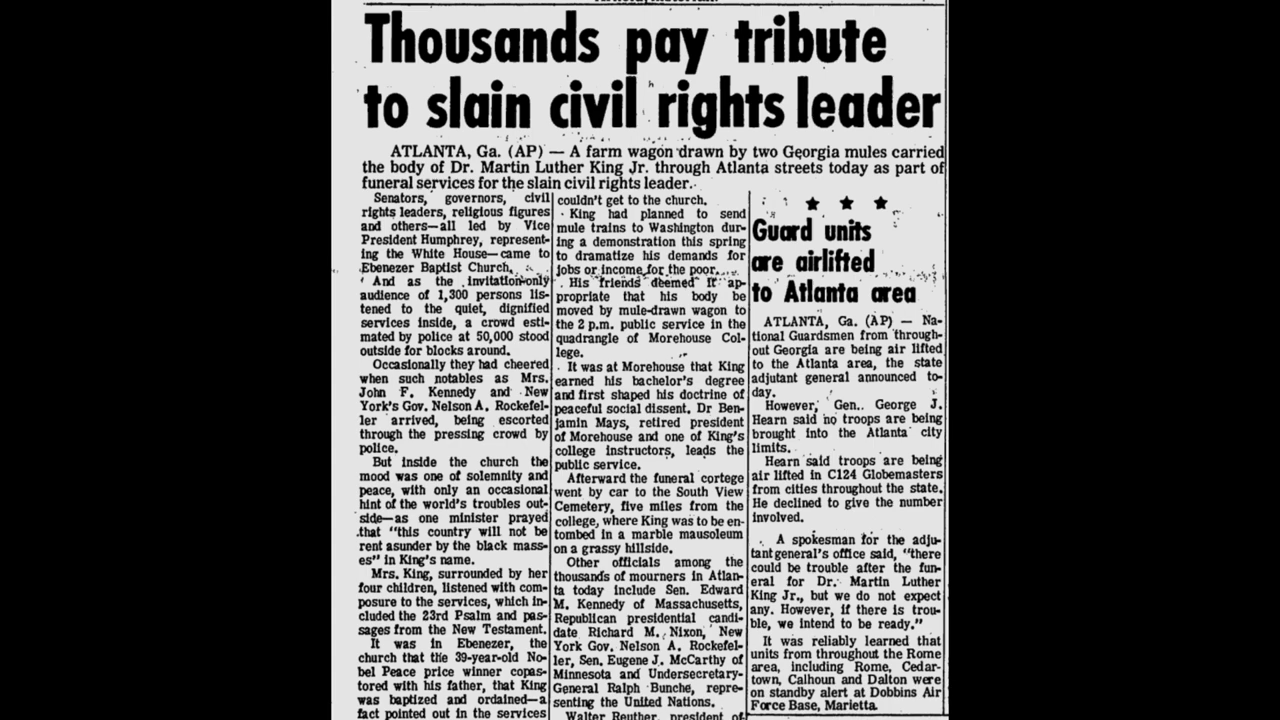 Thousands pay tribute
to slain civil rights leader
ATLANTA, Ga. (AP) — A farm wagon drawn by two Georgia mules carried
the body of Dr. Martin Luther King Jr. through Atlanta streets today as part of
funeral services for the slain civil rights leader.
Senators, governors, civil
rights leaders, religious figures
and others—all led by Vice
President Humphrey, represent-
ing the White House—came to
Ebenezer Baptist Church.
And as the invitation-only
audience of 1,300 persons lis-
tened to the quiet, dignified
services inside, a crowd esti-
mated by police at 50,000 stood
outside for blocks around.
Occasionally they had cheered
when such notables as Mrs.
John F. Kennedy and New
York's Gov. Nelson A. Rockefel-
ler arrived, being escorted
through the pressing crowd by
police.
But inside the church the
mood was one of solemnity and
peace, with only an occasional
hint of the world's troubles out-
side—as one minister prayed
that "this country will not be
rent asunder by the black mass-
es" in King's name.
Mrs. King, surrounded by her
four children, listened with com-
posure to the services, which in-
cluded the 23rd Psalm and pas-
sages from the New Testament.
It was in Ebenezer, the
church that the 39-year-old No-
bel Peace price winner copas-
tored with his father, that King
was baptized and ordained—a
fact pointed out in the services
couldn't get to the church.
King had planned to send
mule trains to Washington dur-
ing a demonstration this spring
to dramatize his demands for
jobs or income for the poor.
His friends deemed it ap-
propriate that his body be
moved by mule-drawn wagon to
the 2 p.m. public service in the
quadrangle of Morehouse Col-
lege.
It was at Morehouse that King
earned his bachelor's degree
and first shaped his doctrine of
peaceful social dissent. Dr Ben-
jamin Mays, retired president
of Morehouse and one of King's
college instructors, leads the
public service.
Afterward the funeral cortege
went by car to the South View
Cemetery, five miles from the
college, where King was to be en-
tombed in a marble mausoleum
on a grassy hillside.
Other officials among the
thousands of mourners in Atlan-
ta today include Sen. Edward
M. Kennedy of Massachusetts,
Republican presidential candi-
date Richard M. Nixon, New
York Gov. Nelson A. Rockefel-
ler, Sen. Eugene J. McCarthy of
Minnesota and Undersecretary-
General Ralph Bunche, repre-
senting the United Nations.
Walter Reuther, president of
★ ★ ★
Guard units
are airlifted
to Atlanta area
ATLANTA, Ga. (AP) — Na-
tional Guardsmen from through-
out Georgia are being air lifted
to the Atlanta area, the state
adjutant general announced to-
day.
However, Gen. George J.
Hearn said no troops are being
brought into the Atlanta city
limits.
Hearn said troops are being
air lifted in C124 Globemasters
from cities throughout the state.
He declined to give the number
involved.
A spokesman for the adju-
tant general's office said, "there
could be trouble after the fun-
eral for Dr. Martin Luther
King Jr., but we do not expect
any. However, if there is trou-
ble, we intend to be ready."
It was reliably learned that
units from throughout the Rome
area, including Rome, Cedar-
town, Calhoun and Dalton were
on standby alert at Dobbins Air
Force Base, Marietta.